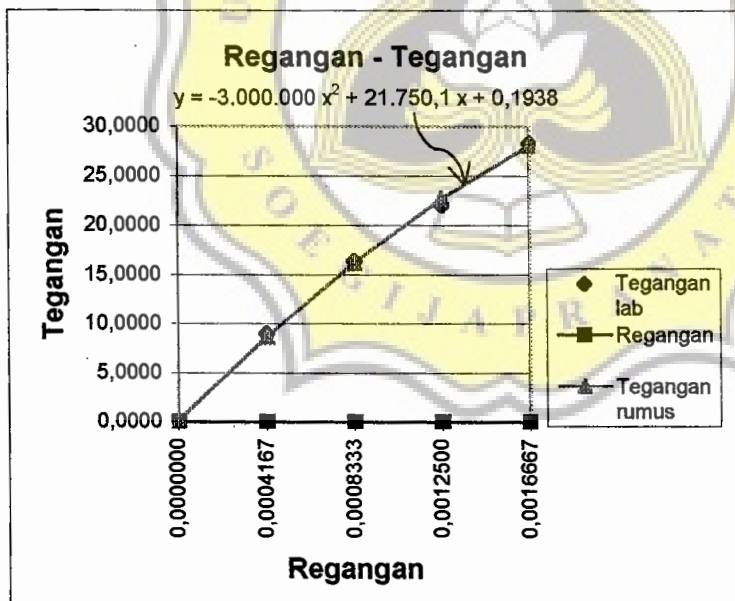 Regangan - Tegangan
y = -3.000.000 x² + 21.750,1 x + 0,1938
30,0000
25,0000
20,0000
15,0000
10,0000
5,0000
0,0000
Tegangan
0,0000000
0,0004167
0,0008333
0,0012500
0,0016667
Regangan
Tegangan
lab
Regangan
Tegangan
rumus
SOEGIJAPRANAT